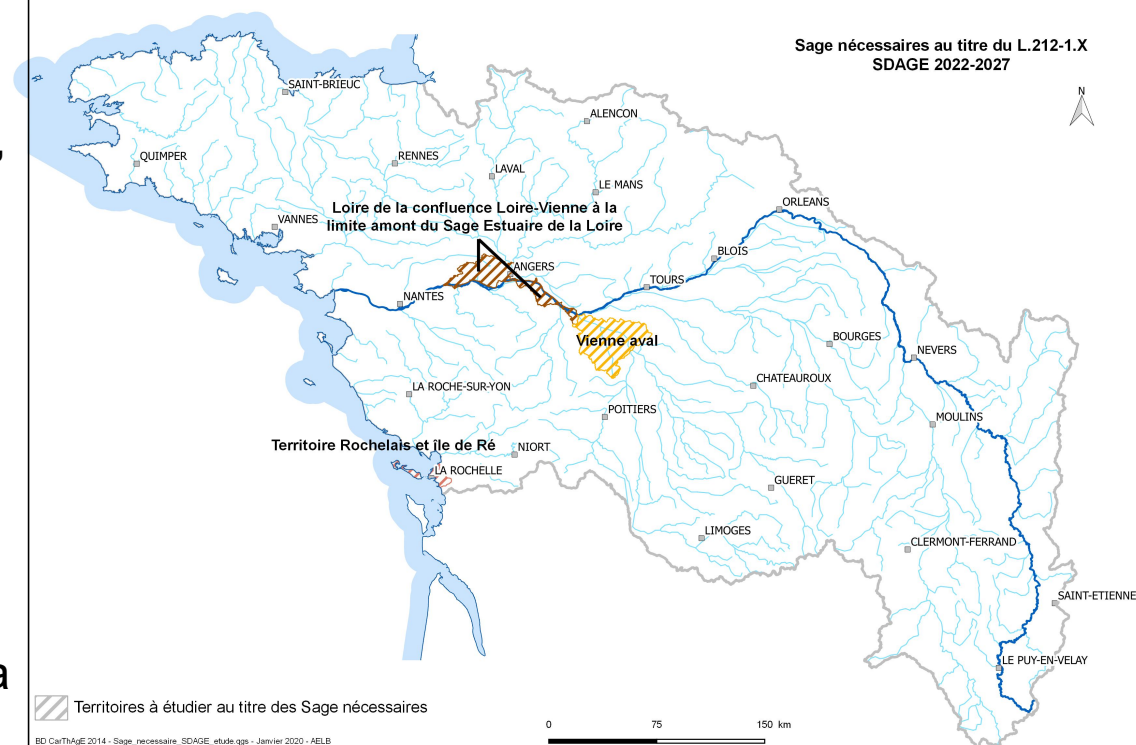 Sage nécessaires au titre du L.212-1.X
SDAGE 2022-2027
N
SAINT-BRIEUC
ALENCON
QUIMPER
RENNES
LAVAL
LE MANS
Loire de la confluence Loire-Vienne à la
limite amont du Sage Estuaire de la Loire
ORLEANS
VANNES
BLOIS
ANGERS
TOURS
NANTES
Vienne aval
BOURGES
NEVERS
CHATEAUROUX
LA ROCHE-SUR-YON
POITIERS
MOULINS
Territoire Rochelais et île de Ré
NIORT
LA ROCHELLE
GUERET
LIMOGES
CLERMONT-FERRAND
SAINT-ETIENNE
LE PUY-EN-VELAY
a
Territoires à étudier au titre des Sage nécessaires
0 75 150 km
BD CarThAgE 2014 - Sage_necessaire_SDAGE_etude.qgs - Janvier 2020 - AELB